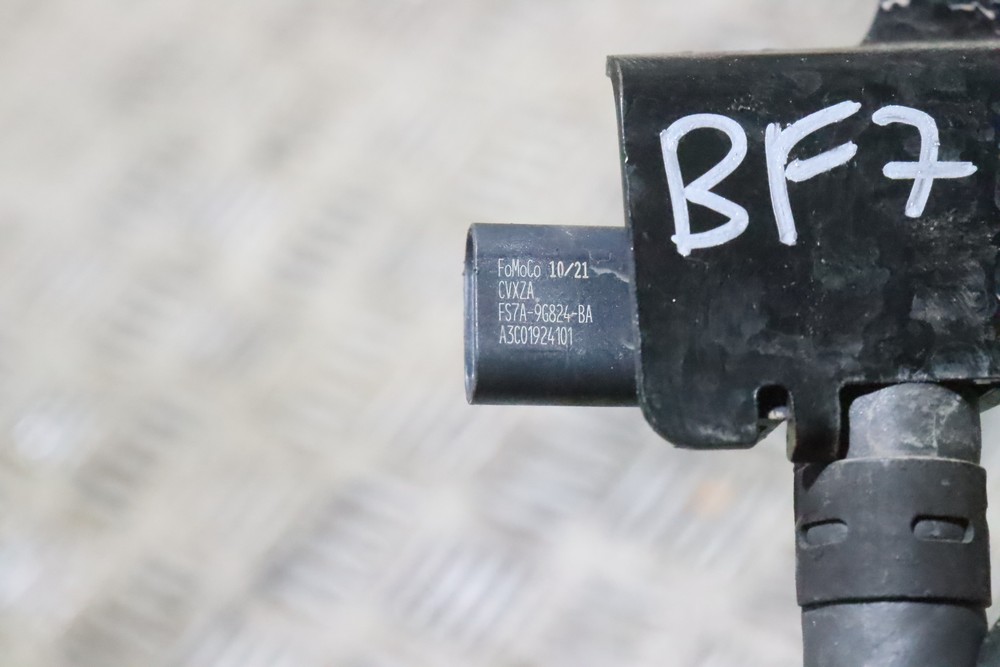 BF7
FoMoCo 10/21
CVXZA
FS7A-9G824-BA
A3C01924101